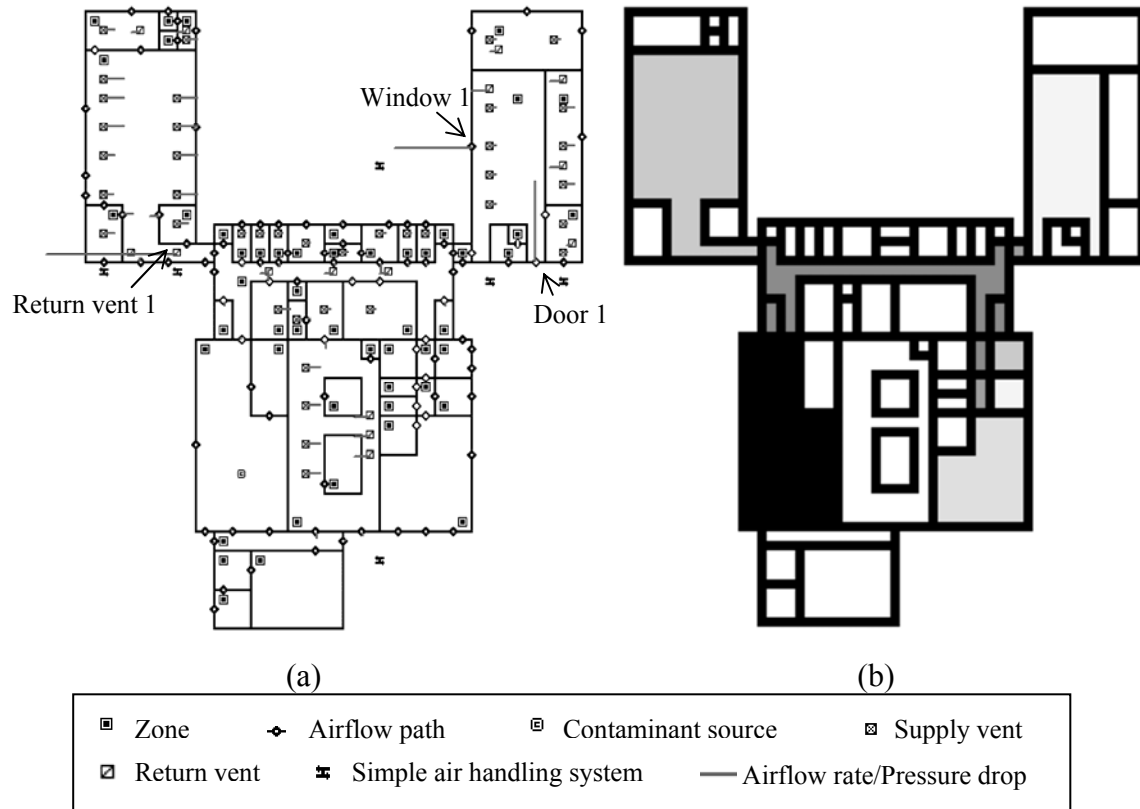 Window 1
Return vent 1
Door 1
(a)
(b)
Zone
Airflow path
Contaminant source
Supply vent
Return vent
Simple air handling system
Airflow rate/Pressure drop